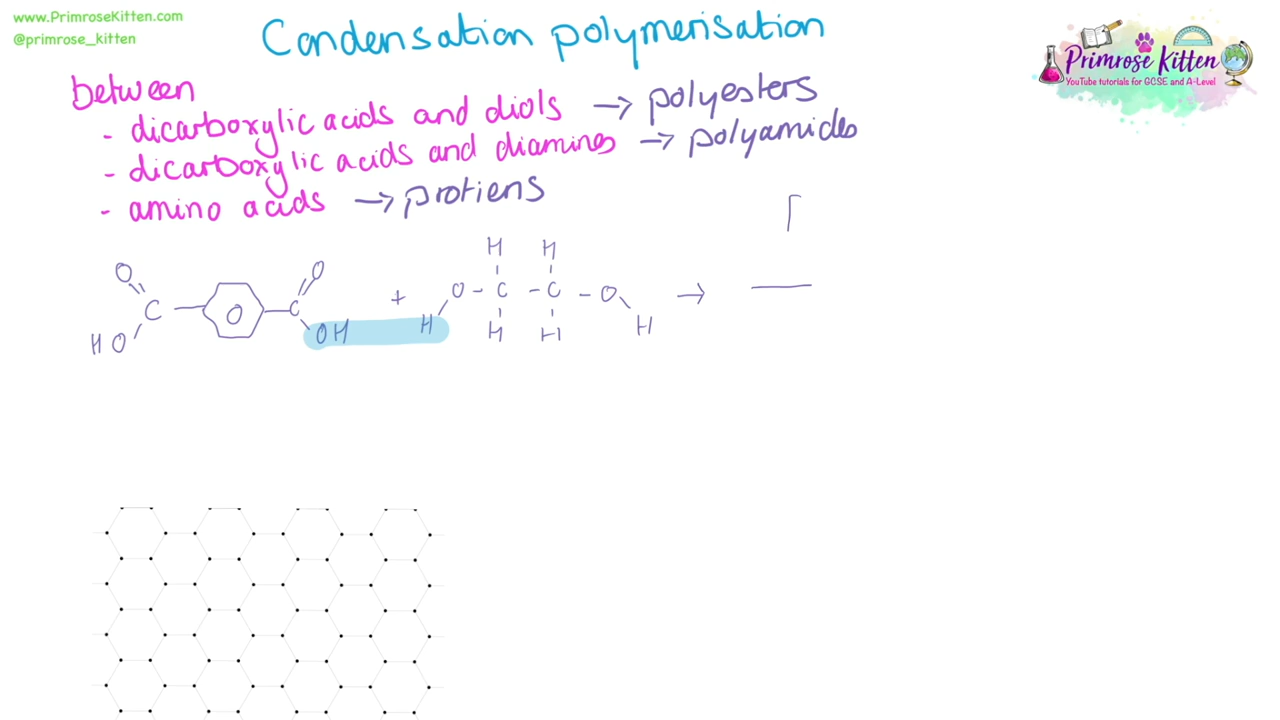 www.PrimroseKitten.com
@primrose_kitten
Condensation polymerisation
Primrose Kitten
YouTube tutorials for GCSE and A-Level
between
- dicarboxylic acids and diols → polyesters
- dicarboxylic acids and diamines → polyamides
- amino acids → protiens
H H
O O
O - C - C - O →
C C +
HO OH H H H H